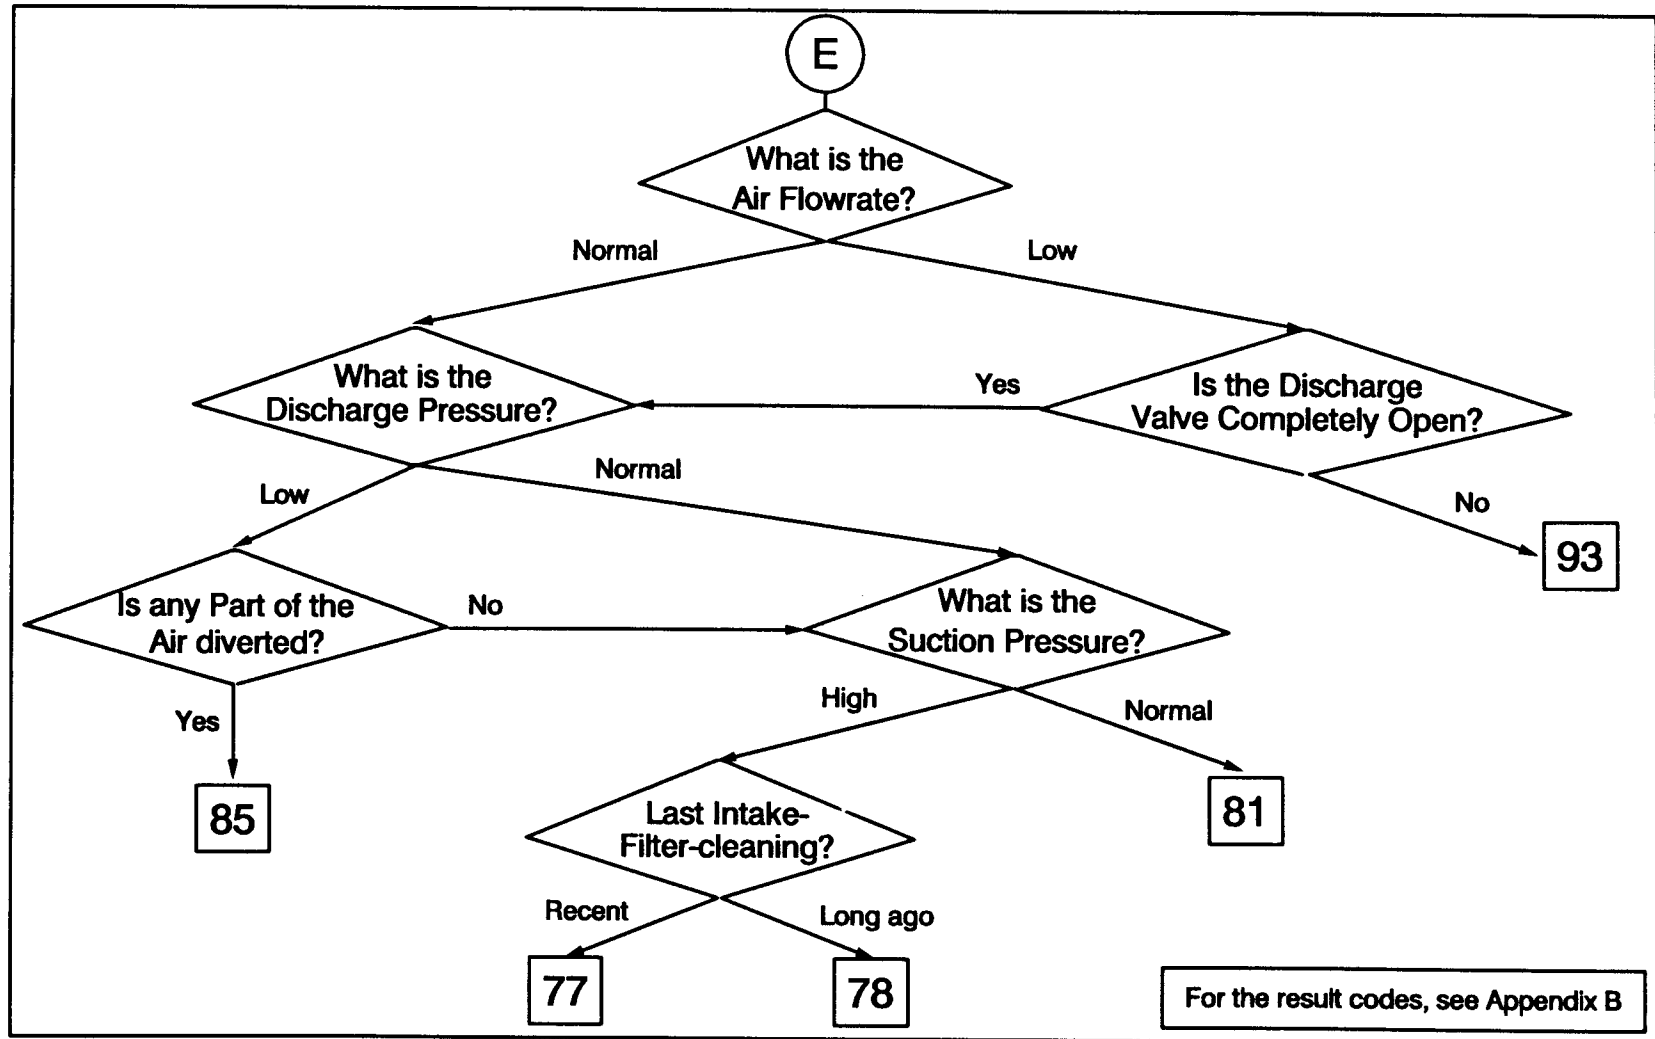 E
What is the
Air Flowrate?
Normal
Low
What is the
Discharge Pressure?
Yes
Is the Discharge
Valve Completely Open?
Low
Normal
No
93
Is any Part of the
Air diverted?
No
What is the
Suction Pressure?
Yes
High
Normal
85
Last Intake-
Filter-cleaning?
81
Recent
Long ago
77
78
For the result codes, see Appendix B